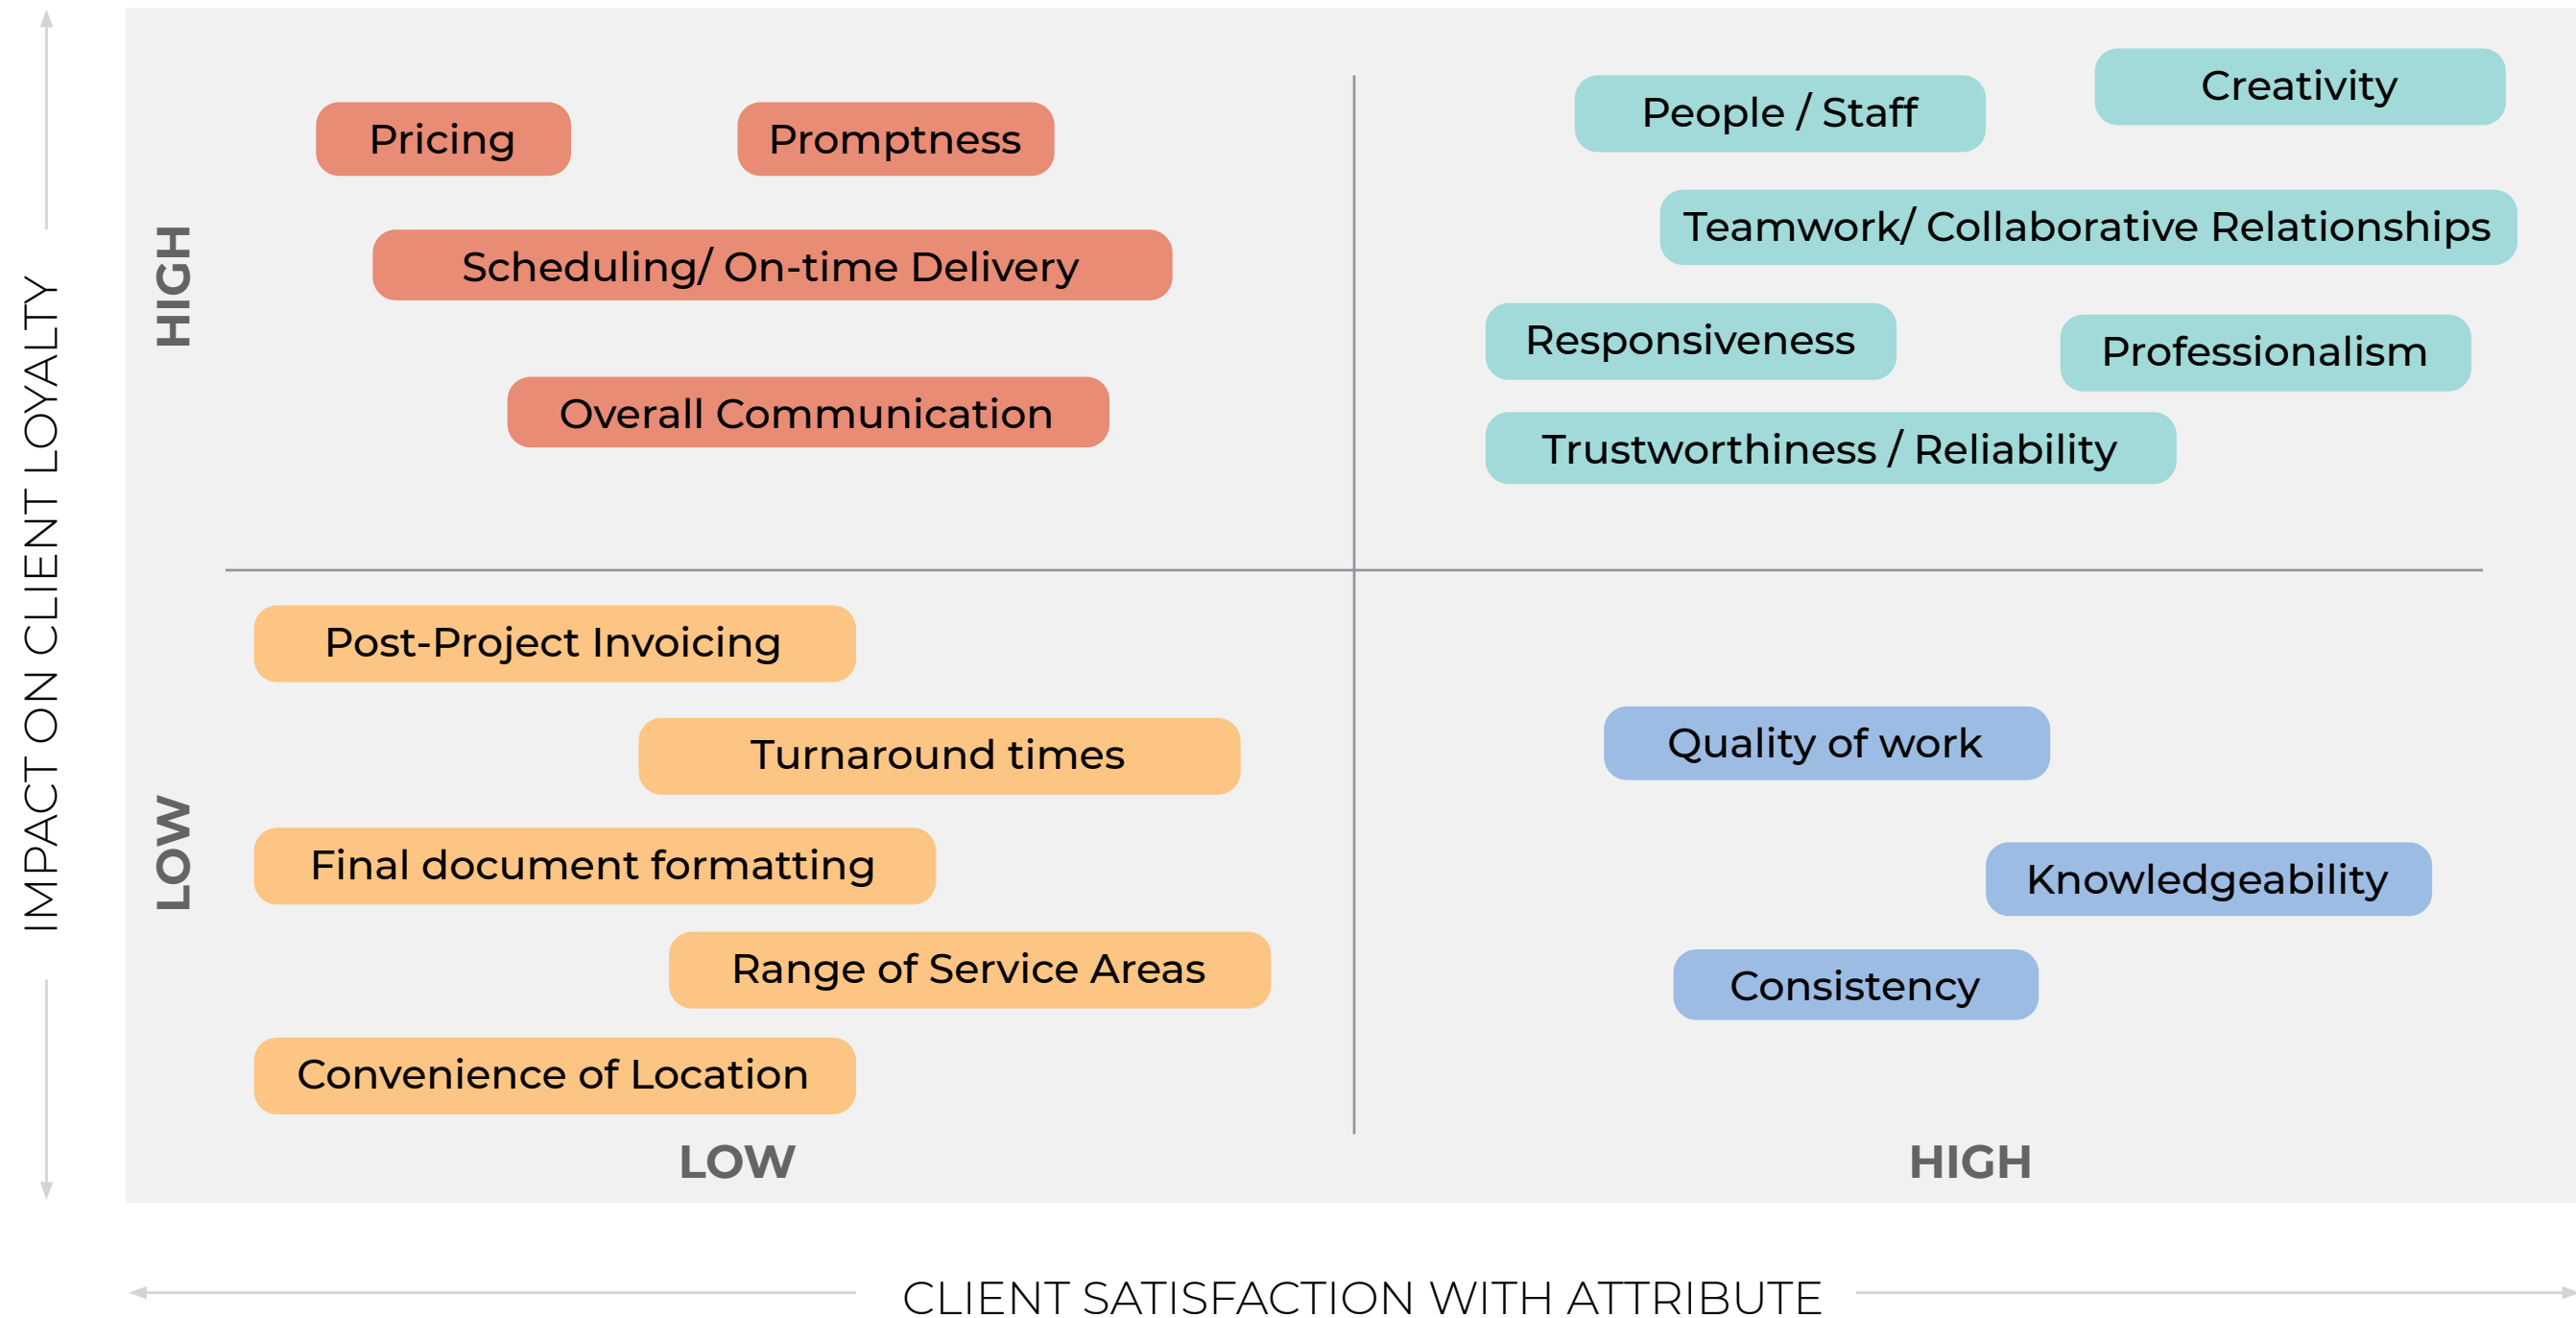 IMPACT ON CLIENT LOYALTY
HIGH
Pricing
Promptness
Scheduling/ On-time Delivery
Overall Communication
People / Staff
Creativity
Teamwork/ Collaborative Relationships
Responsiveness
Professionalism
Trustworthiness / Reliability
LOW
Post-Project Invoicing
Turnaround times
Final document formatting
Range of Service Areas
Convenience of Location
Quality of work
Knowledgeability
Consistency
LOW
HIGH
CLIENT SATISFACTION WITH ATTRIBUTE